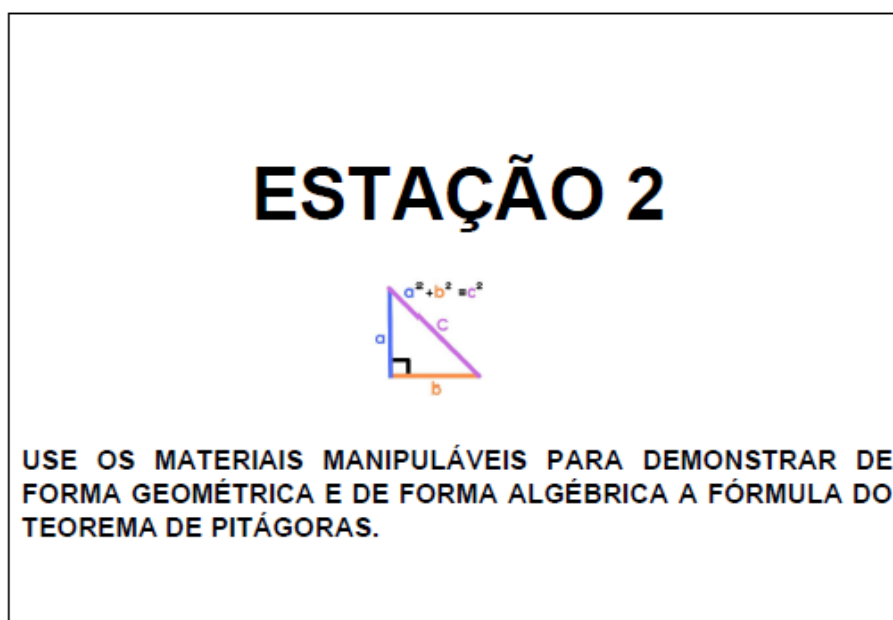 ESTAÇÃO 2
a² + b² = c²
a
c
b
USE OS MATERIAIS MANIPULÁVEIS PARA DEMONSTRAR DE
FORMA GEOMÉTRICA E DE FORMA ALGÉBRICA A FÓRMULA DO
TEOREMA DE PITÁGORAS.